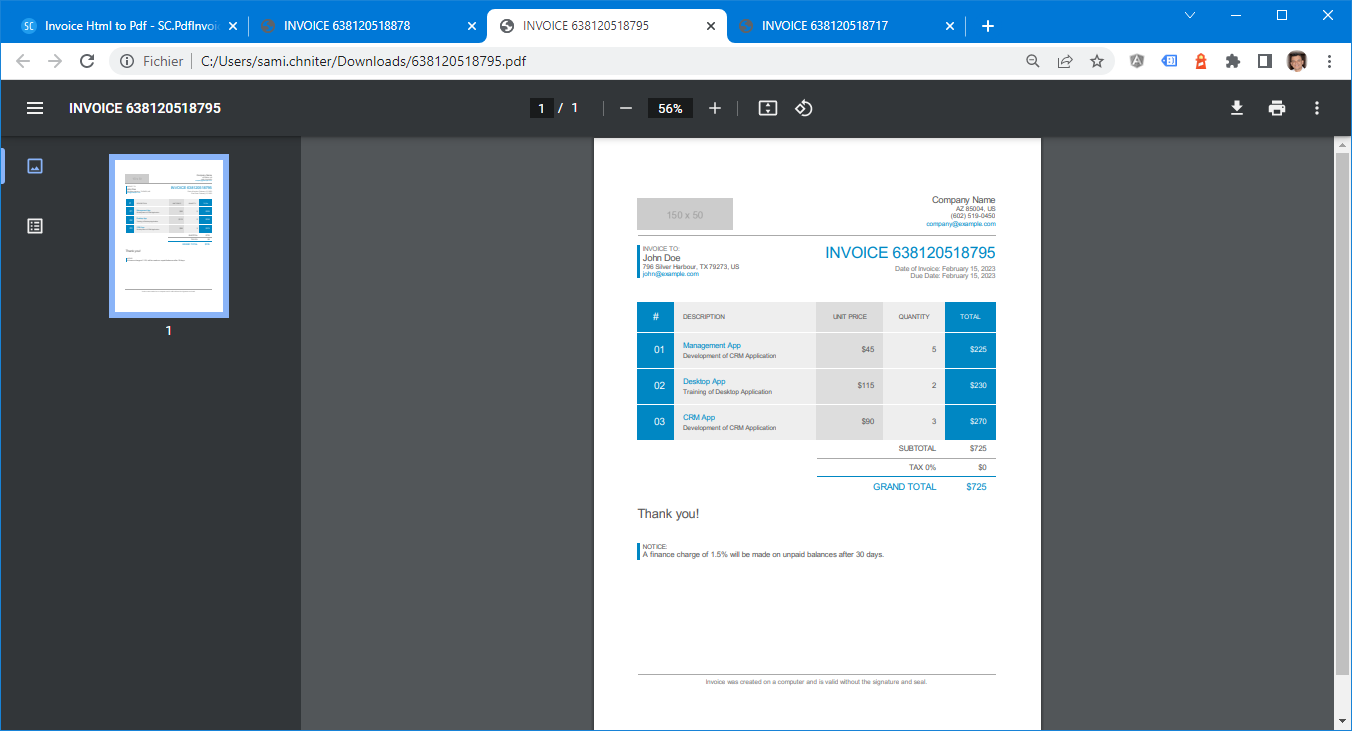 SC Invoice Html to Pdf - SC.PdfInvoi
INVOICE 638120518878
INVOICE 638120518795
INVOICE 638120518717
Fichier C:/Users/sami.chniter/Downloads/638120518795.pdf
INVOICE 638120518795
1 / 1
56%
1
150 x 50
Company Name
AZ 85004, US
(602) 519-0450
company@example.com
INVOICE TO:
John Doe
796 Silver Harbour, TX 79273, US
john@example.com
INVOICE 638120518795
Date of Invoice: February 15, 2023
Due Date: February 15, 2023
# DESCRIPTION UNIT PRICE QUANTITY TOTAL
01 Management App $45 5 $225
Development of CRM Application
02 Desktop App $115 2 $230
Training of Desktop Application
03 CRM App $90 3 $270
Development of CRM Application
SUBTOTAL $725
TAX 0% $0
GRAND TOTAL $725
Thank you!
NOTICE:
A finance charge of 1.5% will be made on unpaid balances after 30 days.
Invoice was created on a computer and is valid without the signature and seal.